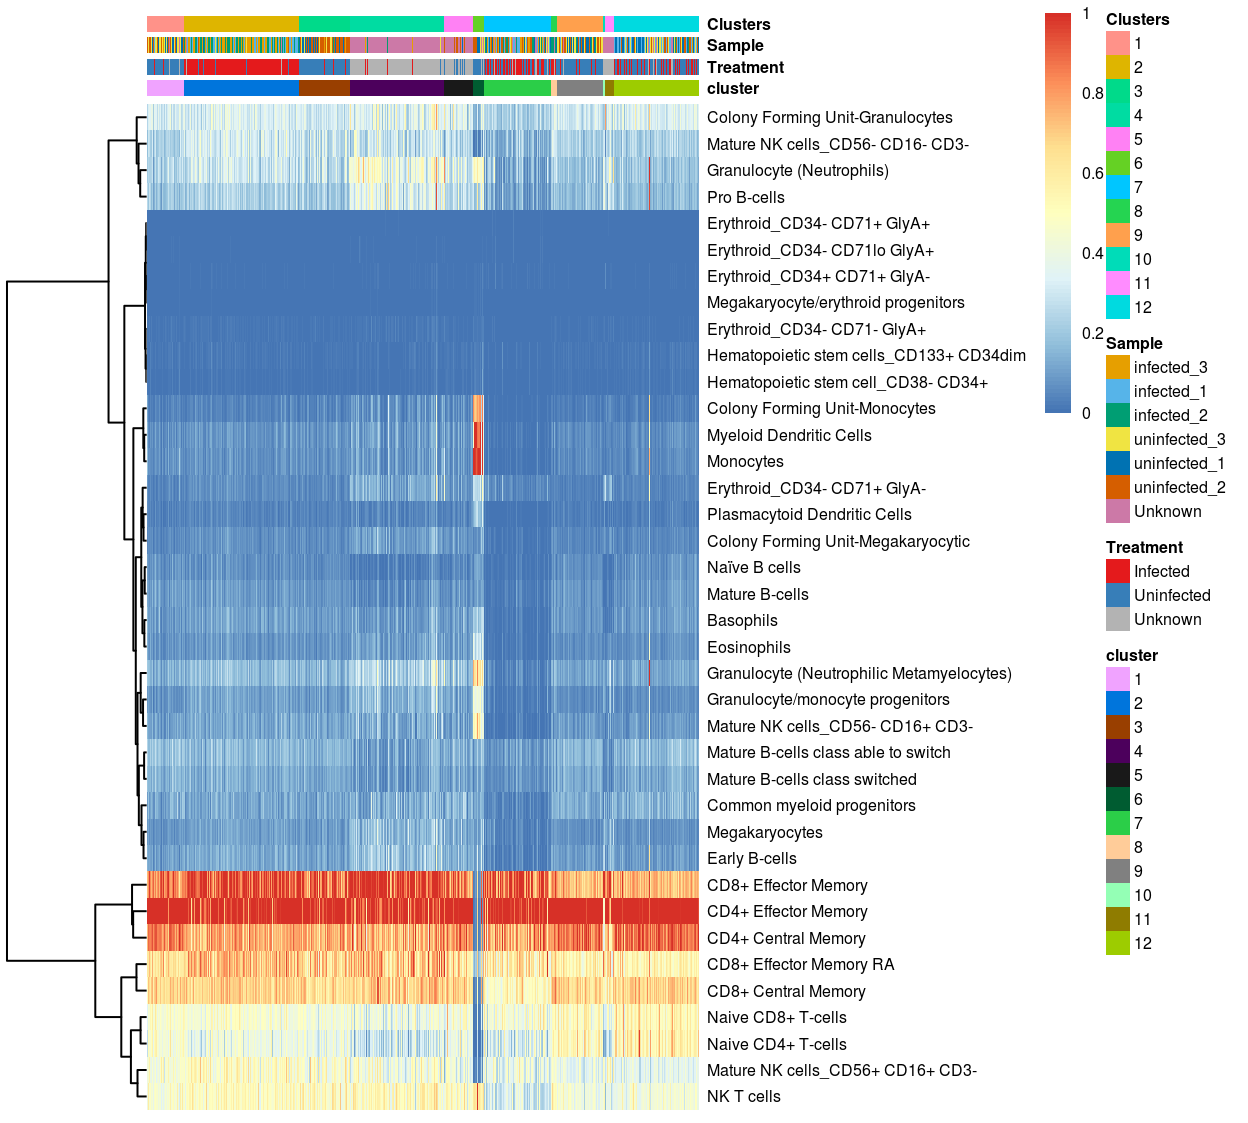 Clusters
Sample
Treatment
cluster
Colony Forming Unit-Granulocytes
Mature NK cells_CD56- CD16- CD3-
Granulocyte (Neutrophils)
Pro B-cells
Erythroid_CD34- CD71+ GlyA+
Erythroid_CD34- CD71lo GlyA+
Erythroid_CD34+ CD71+ GlyA-
Megakaryocyte/erythroid progenitors
Erythroid_CD34- CD71- GlyA+
Hematopoietic stem cells_CD133+ CD34dim
Hematopoietic stem cell_CD38- CD34+
Colony Forming Unit-Monocytes
Myeloid Dendritic Cells
Monocytes
Erythroid_CD34- CD71+ GlyA-
Plasmacytoid Dendritic Cells
Colony Forming Unit-Megakaryocytic
Naïve B cells
Mature B-cells
Basophils
Eosinophils
Granulocyte (Neutrophilic Metamyelocytes)
Granulocyte/monocyte progenitors
Mature NK cells_CD56- CD16+ CD3-
Mature B-cells class able to switch
Mature B-cells class switched
Common myeloid progenitors
Megakaryocytes
Early B-cells
CD8+ Effector Memory
CD4+ Effector Memory
CD4+ Central Memory
CD8+ Effector Memory RA
CD8+ Central Memory
Naive CD8+ T-cells
Naive CD4+ T-cells
Mature NK cells_CD56+ CD16+ CD3-
NK T cells
1
0.8
0.6
0.4
0.2
0
Clusters
1
2
3
4
5
6
7
8
9
10
11
12
Sample
infected_3
infected_1
infected_2
uninfected_3
uninfected_1
uninfected_2
Unknown
Treatment
Infected
Uninfected
Unknown
cluster
1
2
3
4
5
6
7
8
9
10
11
12